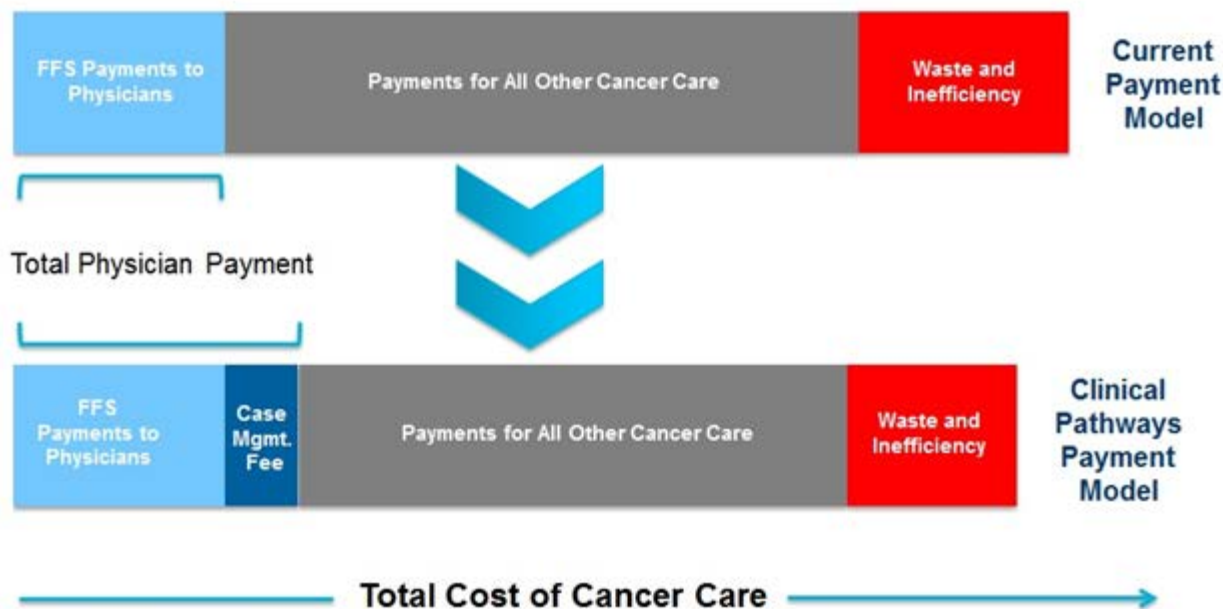 FFS Payments to
Physicians
Payments for All Other Cancer Care
Waste and
Inefficiency
Current
Payment
Model
Total Physician Payment
FFS
Payments to
Physicians
Case
Mgmt.
Fee
Payments for All Other Cancer Care
Waste and
Inefficiency
Clinical
Pathways
Payment
Model
Total Cost of Cancer Care